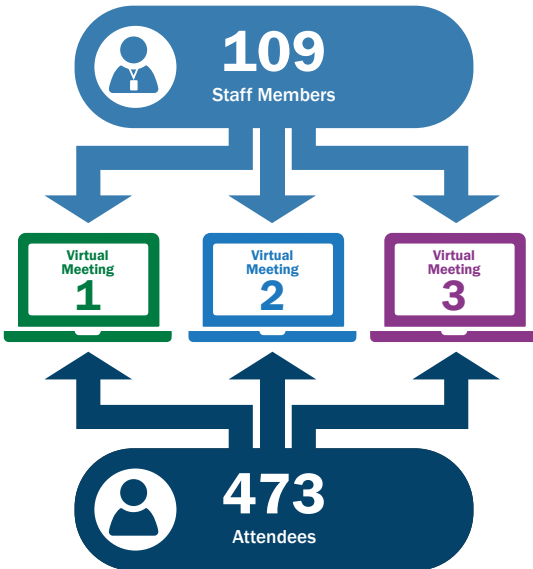 109
Staff Members
Virtual
Meeting
1
Virtual
Meeting
2
Virtual
Meeting
3
473
Attendees